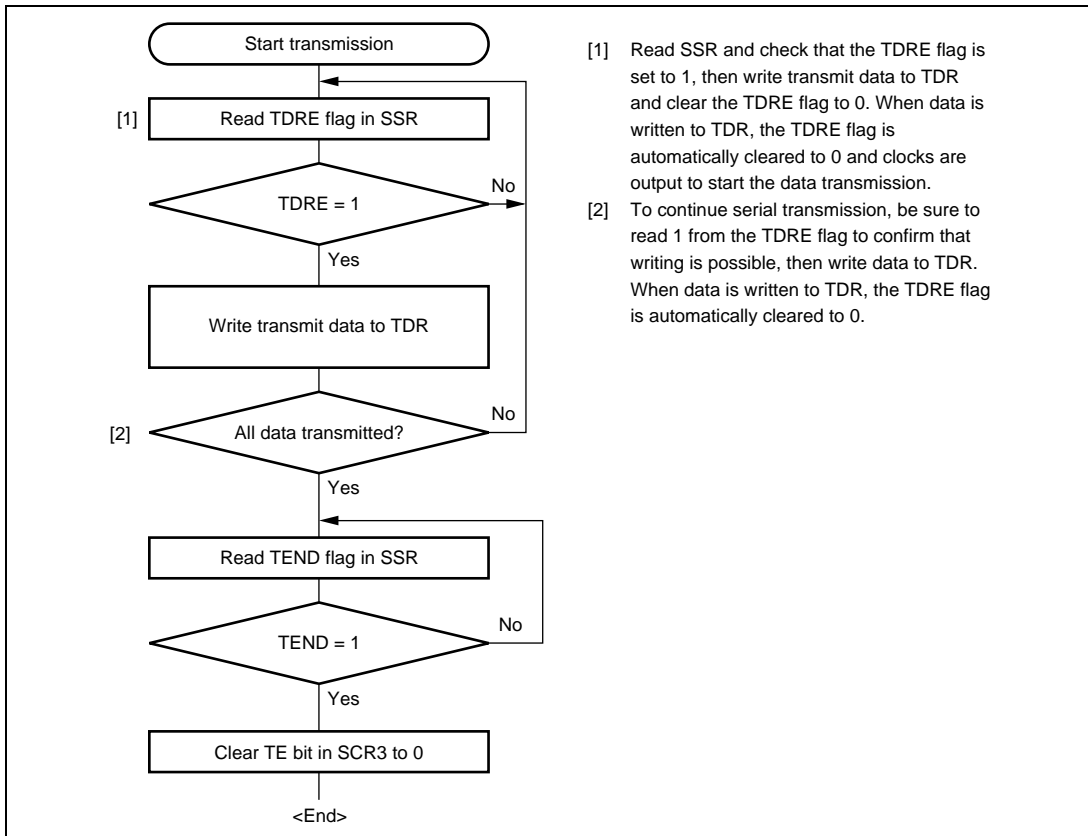 Start transmission
[1]
Read TDRE flag in SSR
TDRE = 1
No
Yes
Write transmit data to TDR
[2]
All data transmitted?
No
Yes
Read TEND flag in SSR
TEND = 1
No
Yes
Clear TE bit in SCR3 to 0
<End>
[1] Read SSR and check that the TDRE flag is
set to 1, then write transmit data to TDR
and clear the TDRE flag to 0. When data is
written to TDR, the TDRE flag is
automatically cleared to 0 and clocks are
output to start the data transmission.
[2] To continue serial transmission, be sure to
read 1 from the TDRE flag to confirm that
writing is possible, then write data to TDR.
When data is written to TDR, the TDRE flag
is automatically cleared to 0.